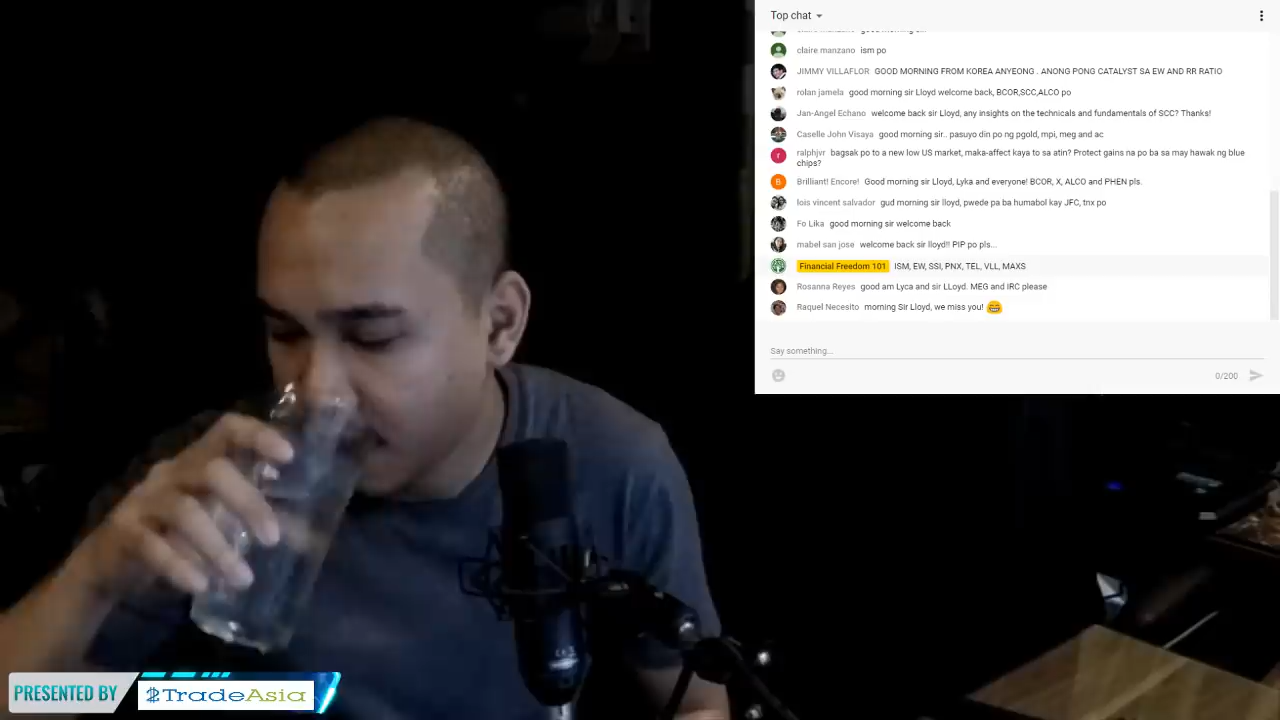 Top chat
claire manzano ism po
JIMMY VILLAFLOR GOOD MORNING FROM KOREA ANYEONG . ANONG PONG CATALYST SA EW AND RR RATIO
rolan jamela good morning sir Lloyd welcome back, BCOR,SCC,ALCO po
Jan-Angel Echano welcome back sir Lloyd, any insights on the technicals and fundamentals of SCC? Thanks!
Caselle John Visaya good morning sir.. pasuyo din po ng pgold, mpi, meg and ac
r ralphjvr bagsak po to a new low US market, maka-affect kaya to sa atin? Protect gains na po ba sa may hawak ng blue
chips?
B Brilliant! Encore! Good morning sir Lloyd, Lyka and everyone! BCOR, X, ALCO and PHEN pls.
lois vincent salvador gud morning sir lloyd, pwede pa ba humabol kay JFC, tnx po
Fo Lika good morning sir welcome back
mabel san jose welcome back sir lloyd!! PIP po pls...
Financial Freedom 101 ISM, EW, SSI, PNX, TEL, VLL, MAXS
Rosanna Reyes good am Lyca and sir LLoyd. MEG and IRC please
Raquel Necesito morning Sir Lloyd, we miss you! 😄
Say something...
0/200
PRESENTED BY $TradeAsia